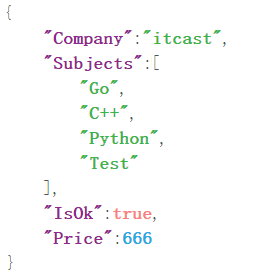 {
"Company":"itcast",
"Subjects":[
"Go",
"C++",
"Python",
"Test"
],
"IsOk":true,
"Price":666
}